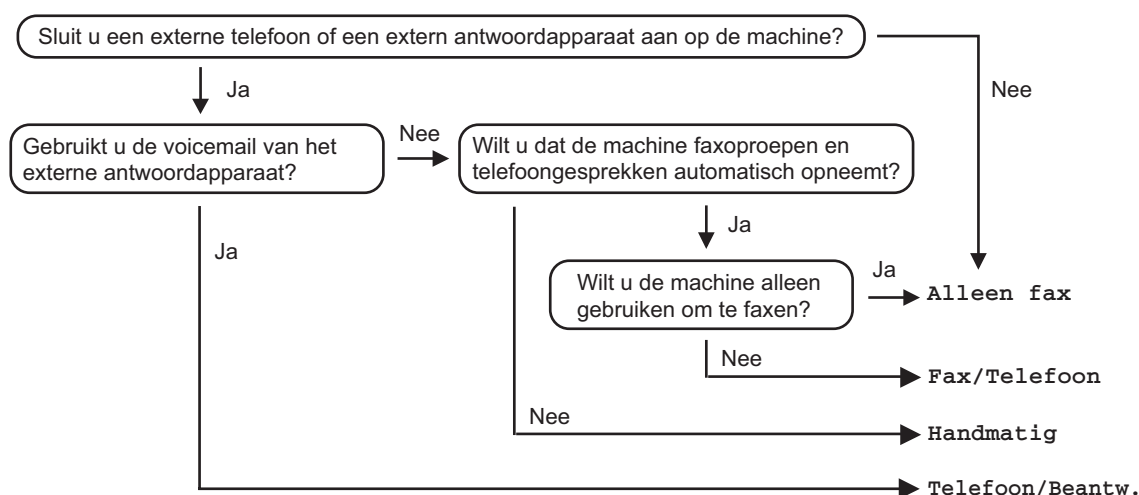 Sluit u een externe telefoon of een extern antwoordapparaat aan op de machine?
Ja
Nee
Gebruikt u de voicemail van het
externe antwoordapparaat?
Nee
Wilt u dat de machine faxoproepen en
telefoongesprekken automatisch opneemt?
Ja
Ja
Wilt u de machine alleen
gebruiken om te faxen?
Ja
Alleen fax
Nee
Fax/Telefoon
Nee
Handmatig
Telefoon/Beantw.